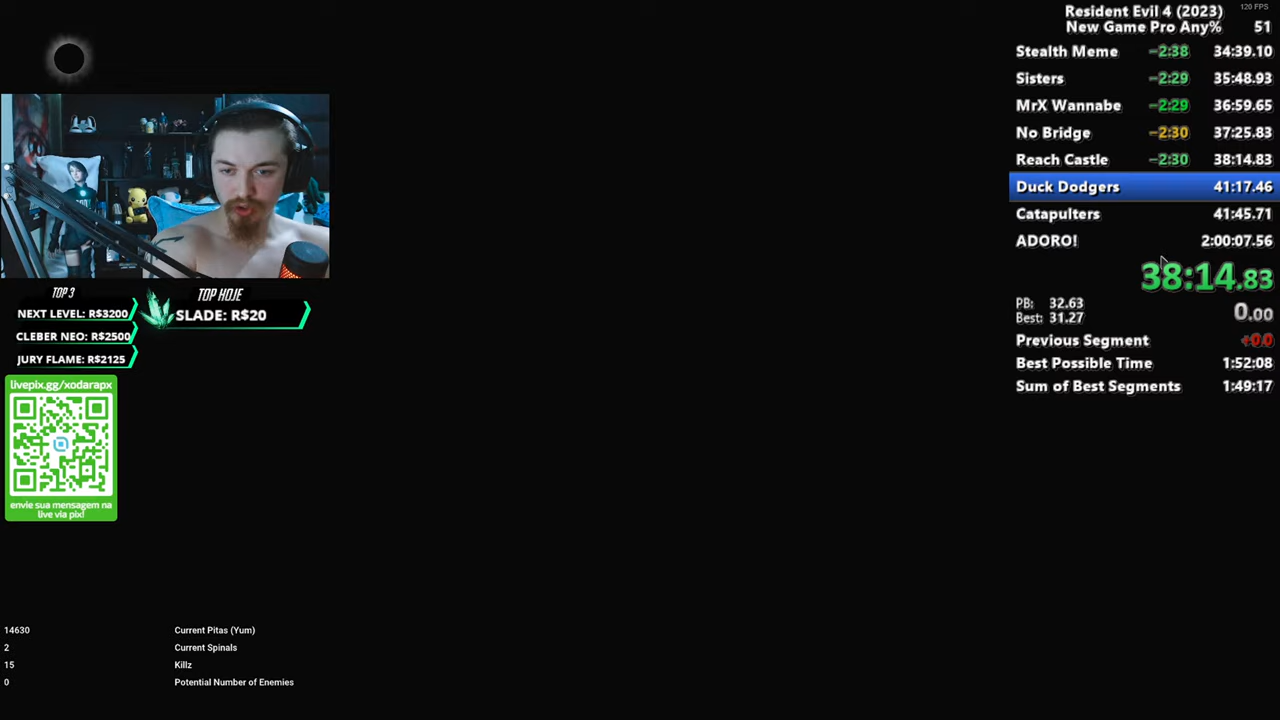 120 FPS
Resident Evil 4 (2023)
New Game Pro Any% 51
Stealth Meme -2:38 34:39.10
Sisters -2:29 35:48.93
MrX Wannabe -2:29 36:59.65
No Bridge -2:30 37:25.83
Reach Castle -2:30 38:14.83
Duck Dodgers 41:17.46
Catapulters 41:45.71
ADORO! 2:00:07.56
38:14.83
PB: 32.63
Best: 31.27
0.00
Previous Segment +0.0
Best Possible Time 1:52:08
Sum of Best Segments 1:49:17
TOP 3
NEXT LEVEL: R$3200
CLEBER NEO: R$2500
JURY FLAME: R$2125
TOP HOJE
SLADE: R$20
livepix.gg/xodarapx
envie sua mensagem na
live via pix!
14630 Current Pitas (Yum)
2 Current Spinals
15 Killz
0 Potential Number of Enemies